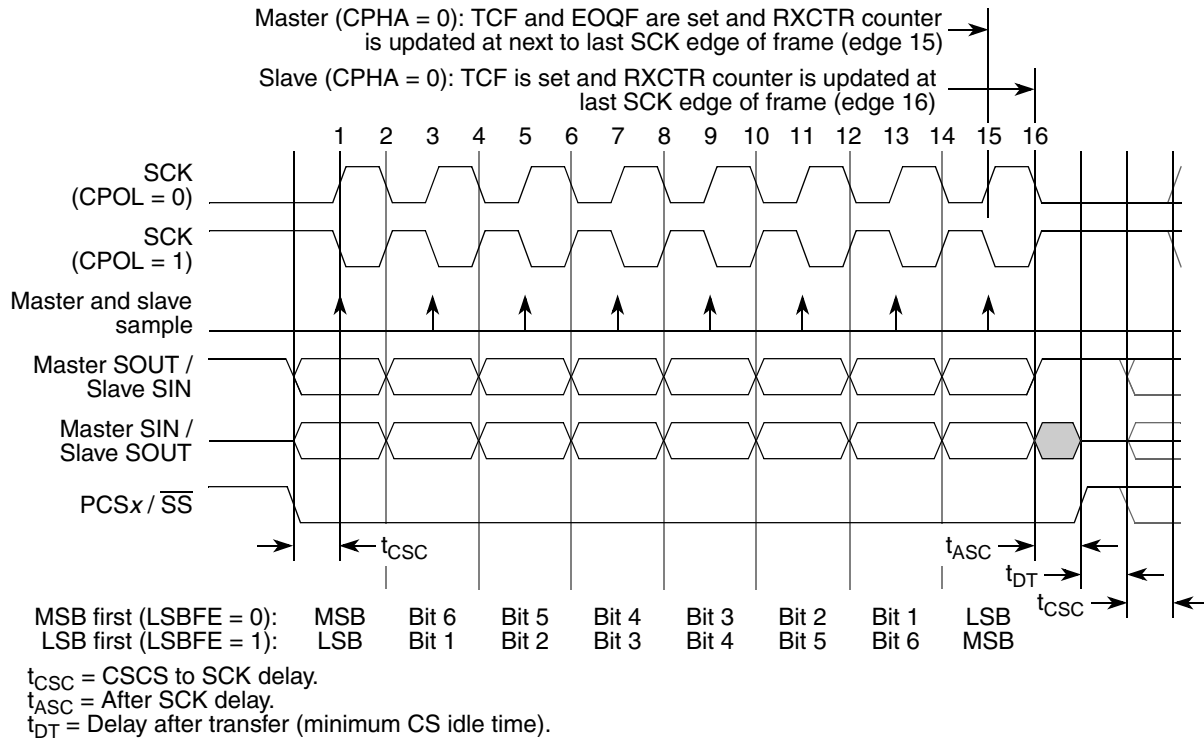 Master (CPHA = 0): TCF and EOQF are set and RXCTR counter
is updated at next to last SCK edge of frame (edge 15)
Slave (CPHA = 0): TCF is set and RXCTR counter is updated at
last SCK edge of frame (edge 16)
1 2 3 4 5 6 7 8 9 10 11 12 13 14 15 16
SCK
(CPOL = 0)
SCK
(CPOL = 1)
Master and slave
sample
Master SOUT /
Slave SIN
Master SIN /
Slave SOUT
PCSx / S̅S̅
tCSC tASC
tDT
tCSC
MSB first (LSBFE = 0): MSB Bit 6 Bit 5 Bit 4 Bit 3 Bit 2 Bit 1 LSB
LSB first (LSBFE = 1): LSB Bit 1 Bit 2 Bit 3 Bit 4 Bit 5 Bit 6 MSB
tCSC = CSCS to SCK delay.
tASC = After SCK delay.
tDT = Delay after transfer (minimum CS idle time).